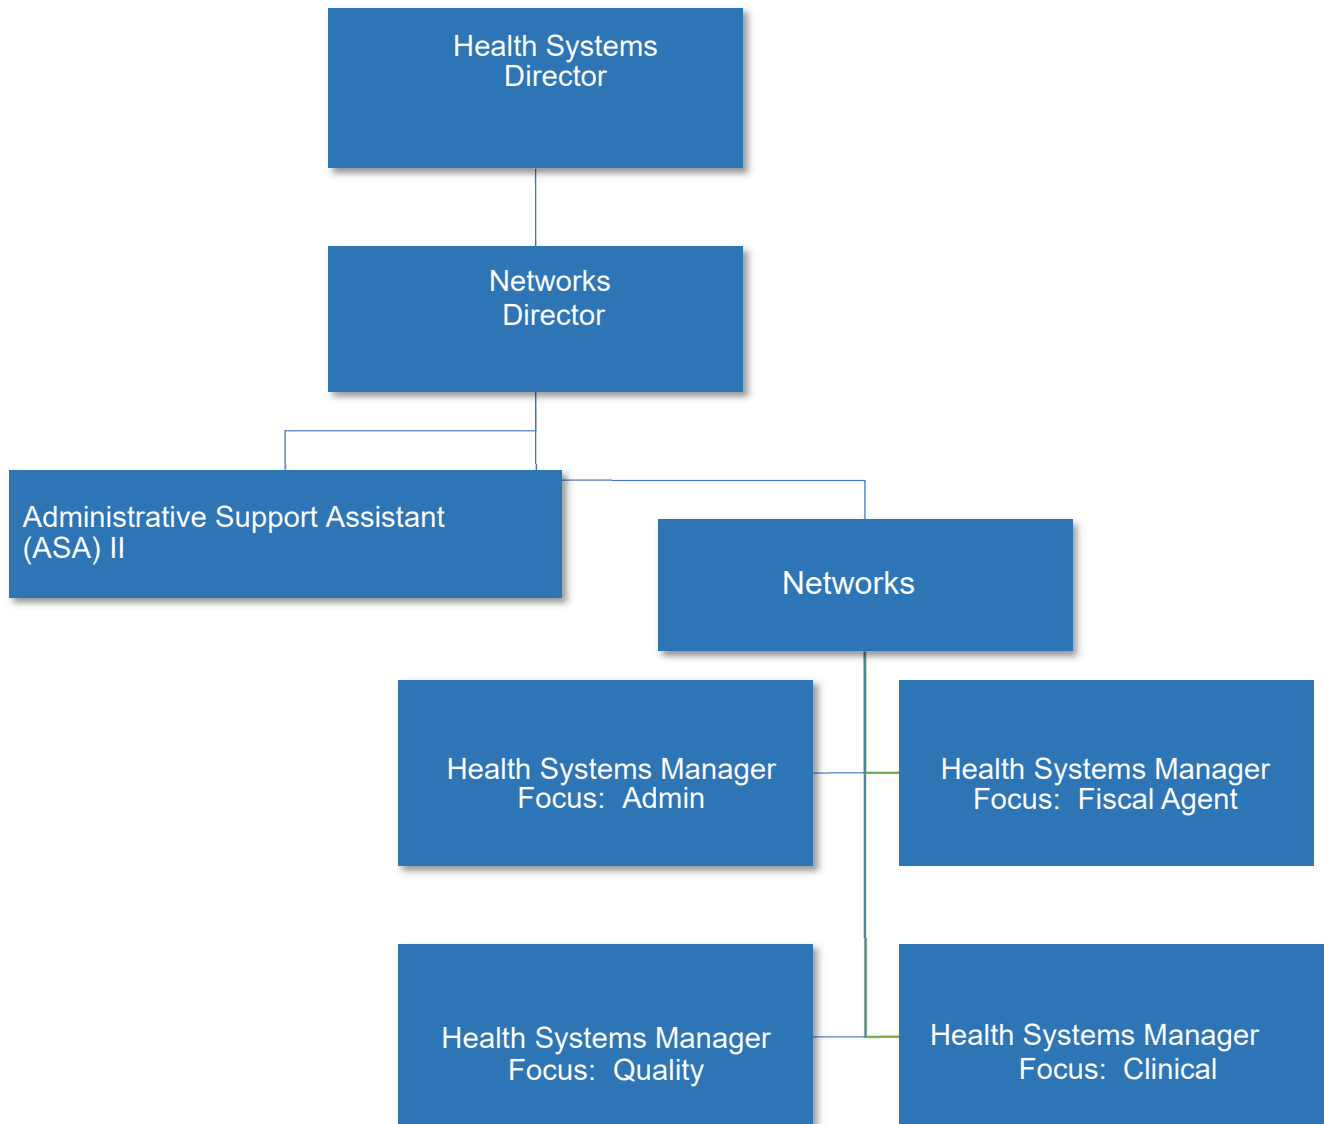 Health Systems
Director
Networks
Director
Administrative Support Assistant
(ASA) II
Networks
Health Systems Manager
Focus:  Admin
Health Systems Manager
Focus:  Fiscal Agent
Health Systems Manager
Focus:  Quality
Health Systems Manager
Focus:  Clinical